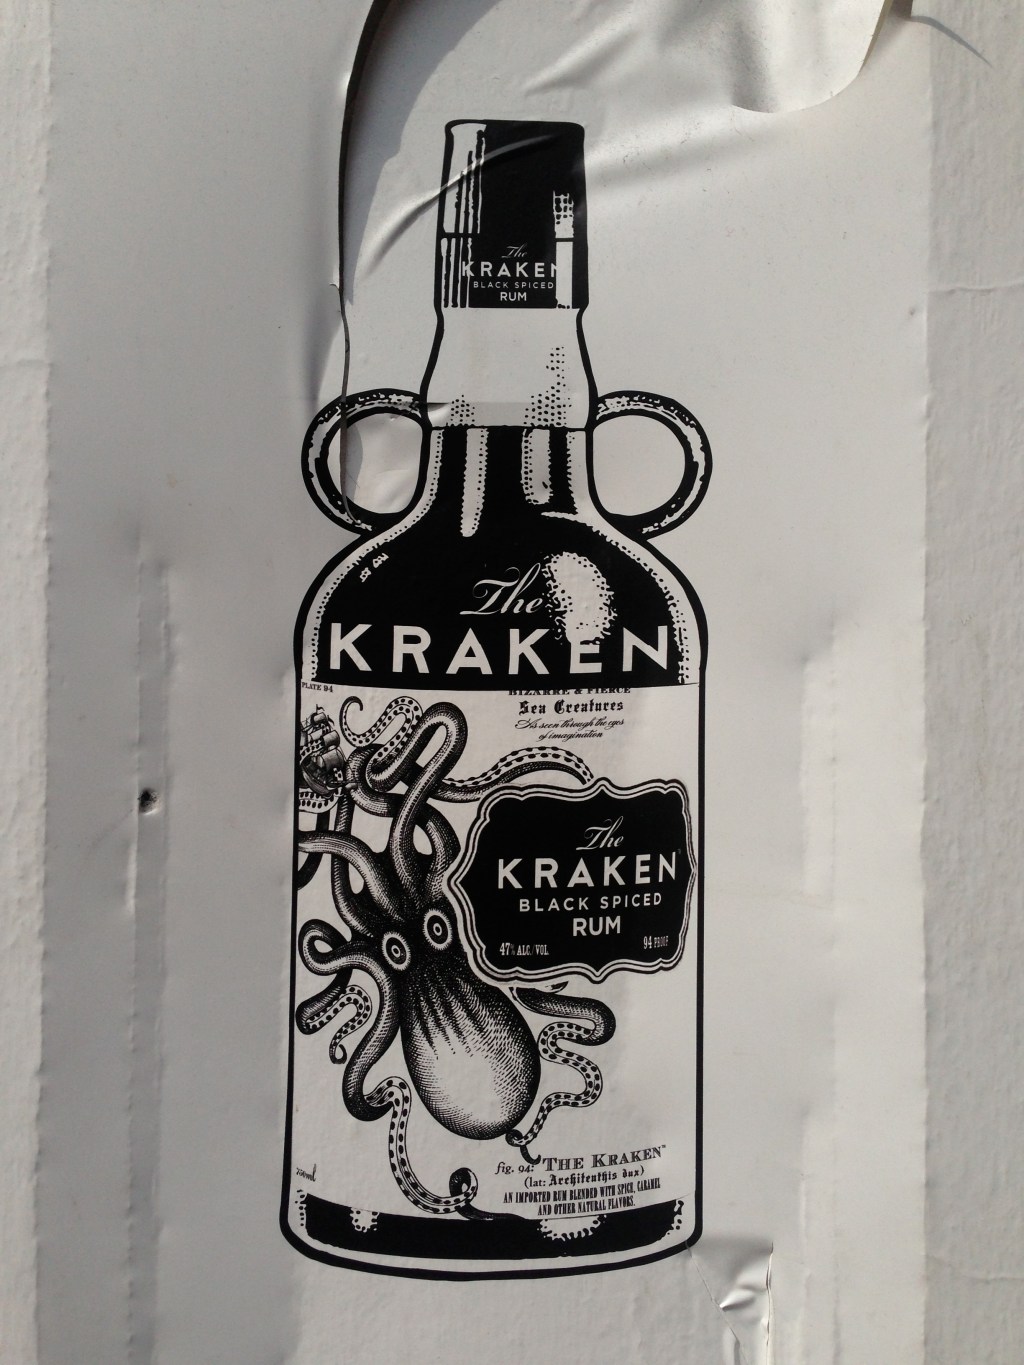 The
KRAKEN
BLACK SPICED
RUM
The
KRAKEN
PLATE 94
BIZARRE & FIERCE
Sea Creatures
As seen through the eyes
of imagination
The
KRAKEN
BLACK SPICED
RUM
47% ALC./VOL.
94 PROOF
750ml
fig. 94: "THE KRAKEN"
(lat: Architenthis dux)
AN IMPORTED RUM BLENDED WITH SPICE, CARAMEL
AND OTHER NATURAL FLAVORS.